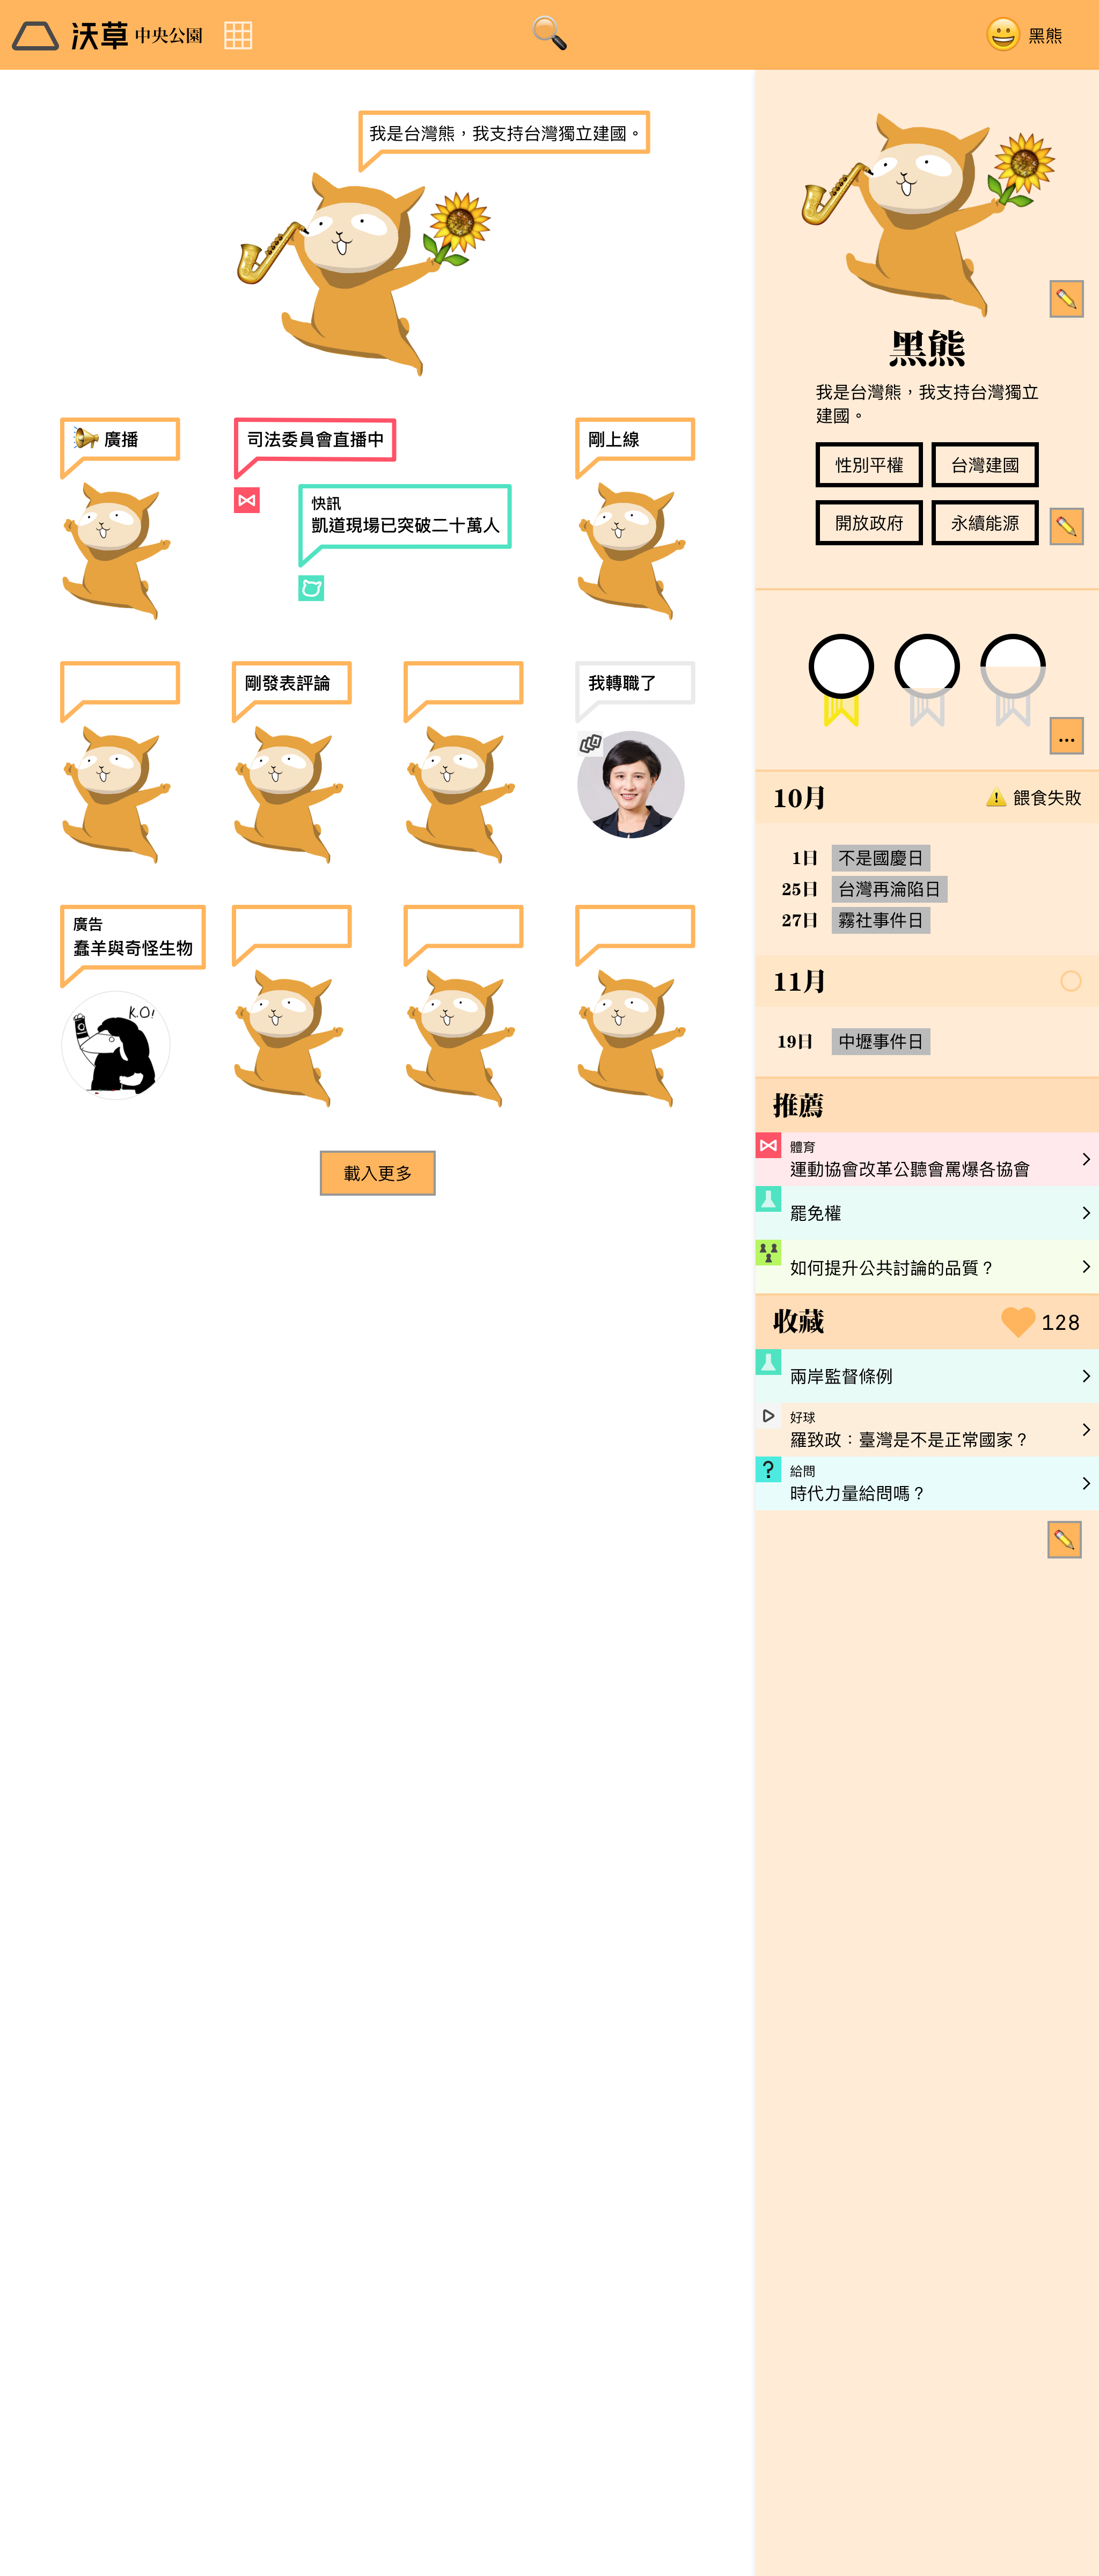 沃草 中央公園
黑熊
我是台灣熊，我支持台灣獨立建國。
廣播
司法委員會直播中
剛上線
快訊
凱道現場已突破二十萬人
剛發表評論
我轉職了
廣告
蠢羊與奇怪生物
K.O!
載入更多
黑熊
我是台灣熊，我支持台灣獨立
建國。
性別平權
台灣建國
開放政府
永續能源
...
10月
餵食失敗
1日 不是國慶日
25日 台灣再淪陷日
27日 霧社事件日
11月
19日 中壢事件日
推薦
體育
運動協會改革公聽會罵爆各協會
罷免權
如何提升公共討論的品質？
收藏
128
兩岸監督條例
好球
羅致政：臺灣是不是正常國家？
給問
時代力量給問嗎？